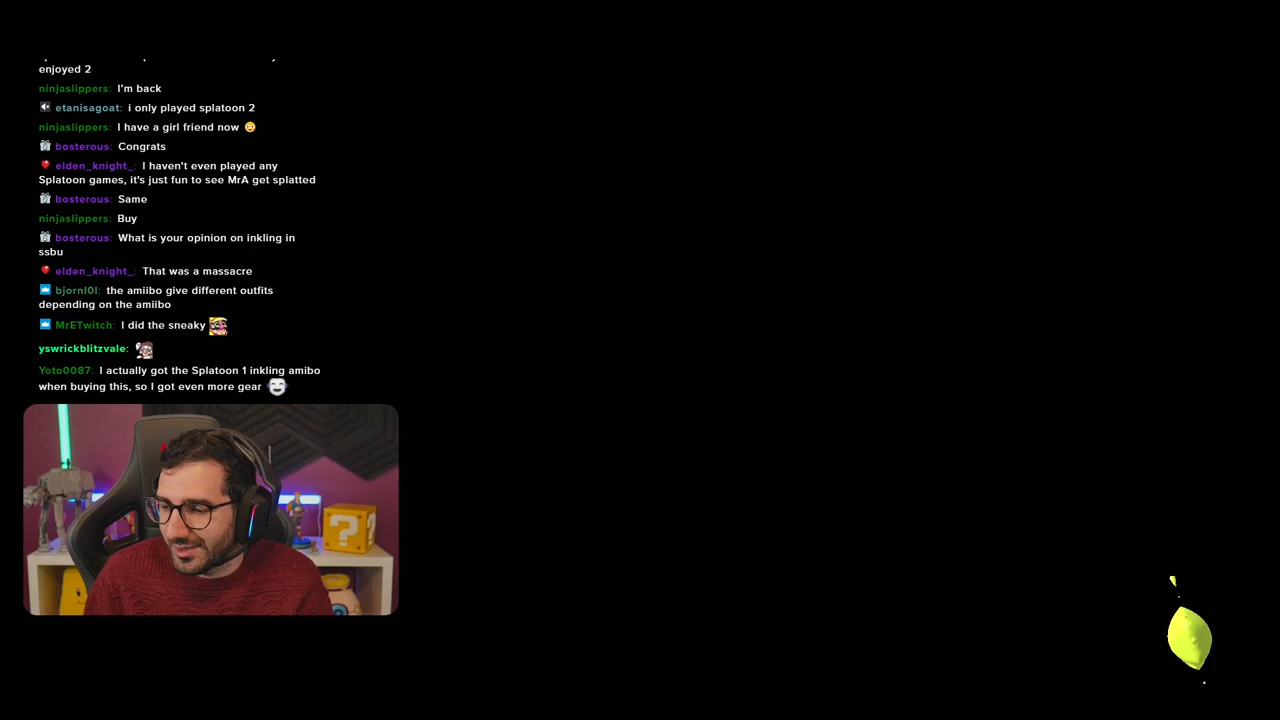 enjoyed 2
ninjaslippers: I'm back
etanisagoat: i only played splatoon 2
ninjaslippers: I have a girl friend now
bosterous: Congrats
elden_knight_: I haven't even played any
Splatoon games, it's just fun to see MrA get splatted
bosterous: Same
ninjaslippers: Buy
bosterous: What is your opinion on inkling in
ssbu
elden_knight_: That was a massacre
bjornl0l: the amiibo give different outfits
depending on the amiibo
MrETwitch: I did the sneaky
yswrickblitzvale:
Yoto0087: I actually got the Splatoon 1 inkling amibo
when buying this, so I got even more gear
?